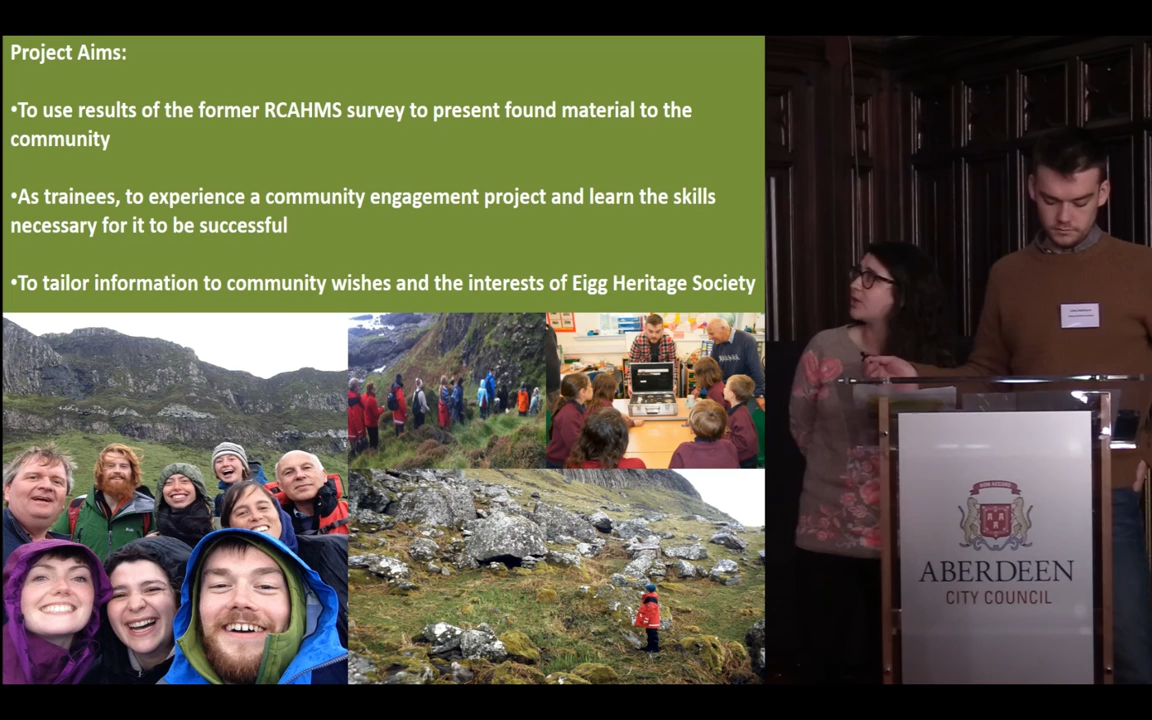 Project Aims:
•To use results of the former RCAHMS survey to present found material to the
community
•As trainees, to experience a community engagement project and learn the skills
necessary for it to be successful
•To tailor information to community wishes and the interests of Eigg Heritage Society
ABERDEEN
CITY COUNCIL